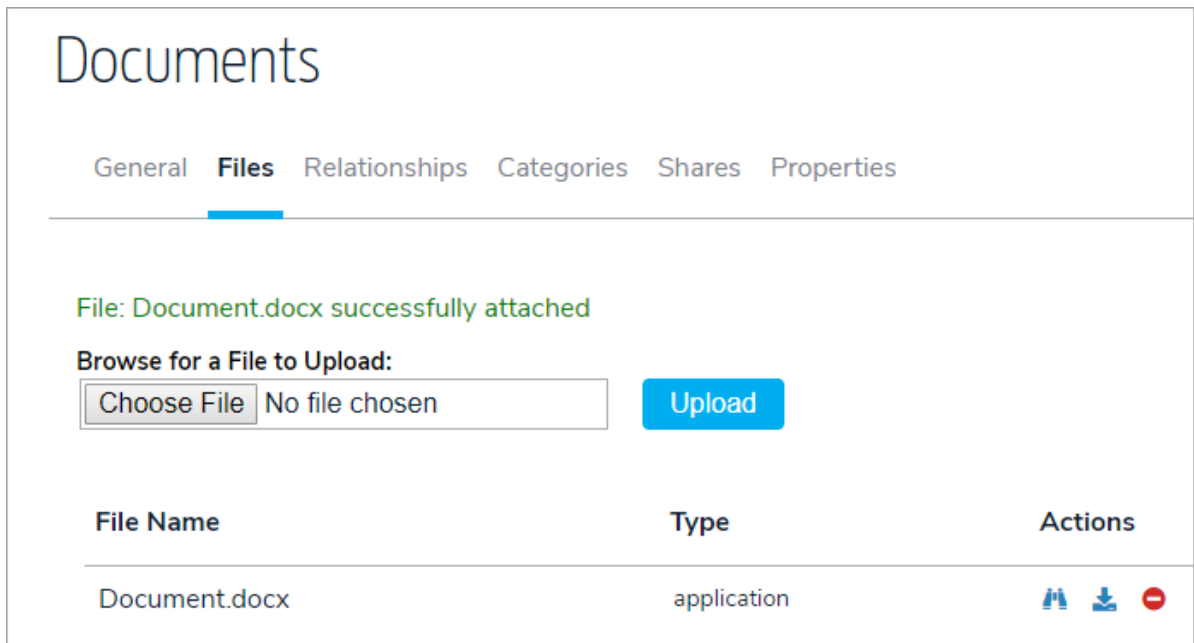 Documents
General Files Relationships Categories Shares Properties
File: Document.docx successfully attached
Browse for a File to Upload:
Choose File No file chosen Upload
File Name Type Actions
Document.docx application